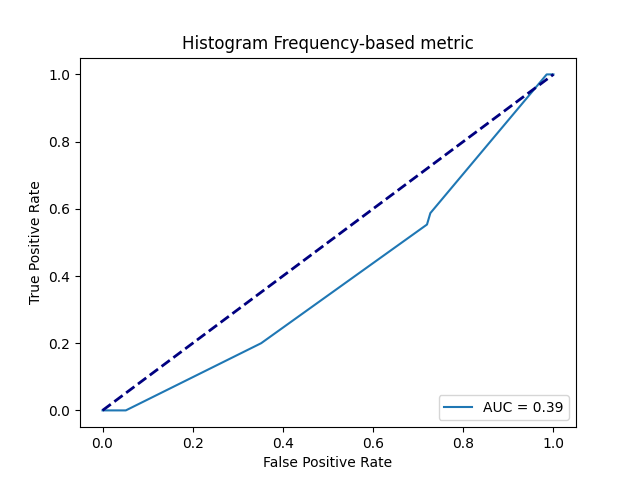 Histogram Frequency-based metric
True Positive Rate
1.0
0.8
0.6
0.4
0.2
0.0
AUC = 0.39
0.0 0.2 0.4 0.6 0.8 1.0
False Positive Rate